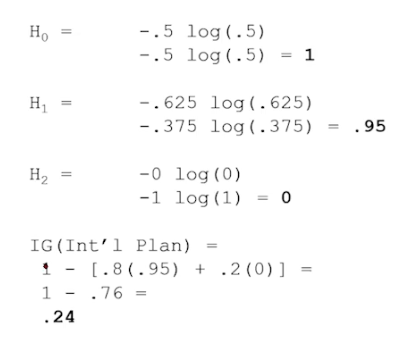 H₀ = -.5 log(.5)
-.5 log(.5) = 1
H₁ = -.625 log(.625)
-.375 log(.375) = .95
H₂ = -0 log(0)
-1 log(1) = 0
IG(Int'l Plan) =
1 - [.8(.95) + .2(0)] =
1 - .76 =
.24